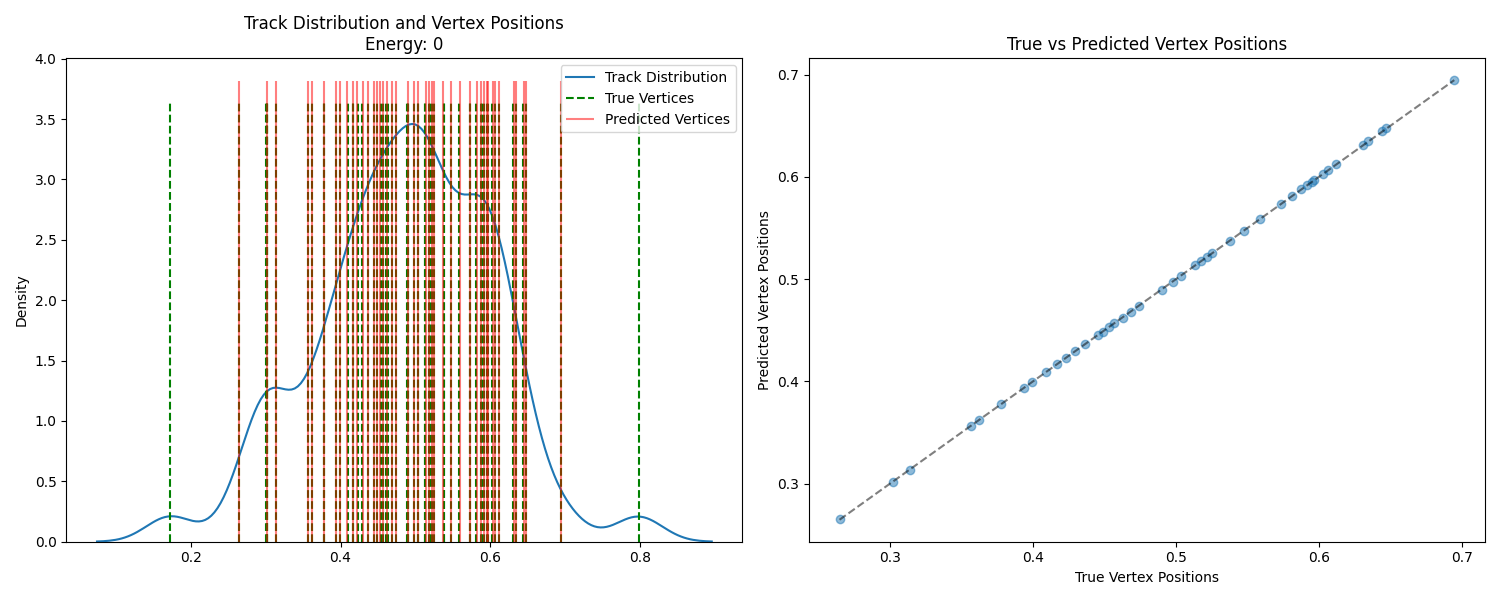 Track Distribution and Vertex Positions
Energy: 0
Track Distribution
True Vertices
Predicted Vertices
Density
4.0
3.5
3.0
2.5
2.0
1.5
1.0
0.5
0.0
0.2
0.4
0.6
0.8
True vs Predicted Vertex Positions
Predicted Vertex Positions
0.7
0.6
0.5
0.4
0.3
0.3
0.4
0.5
0.6
0.7
True Vertex Positions